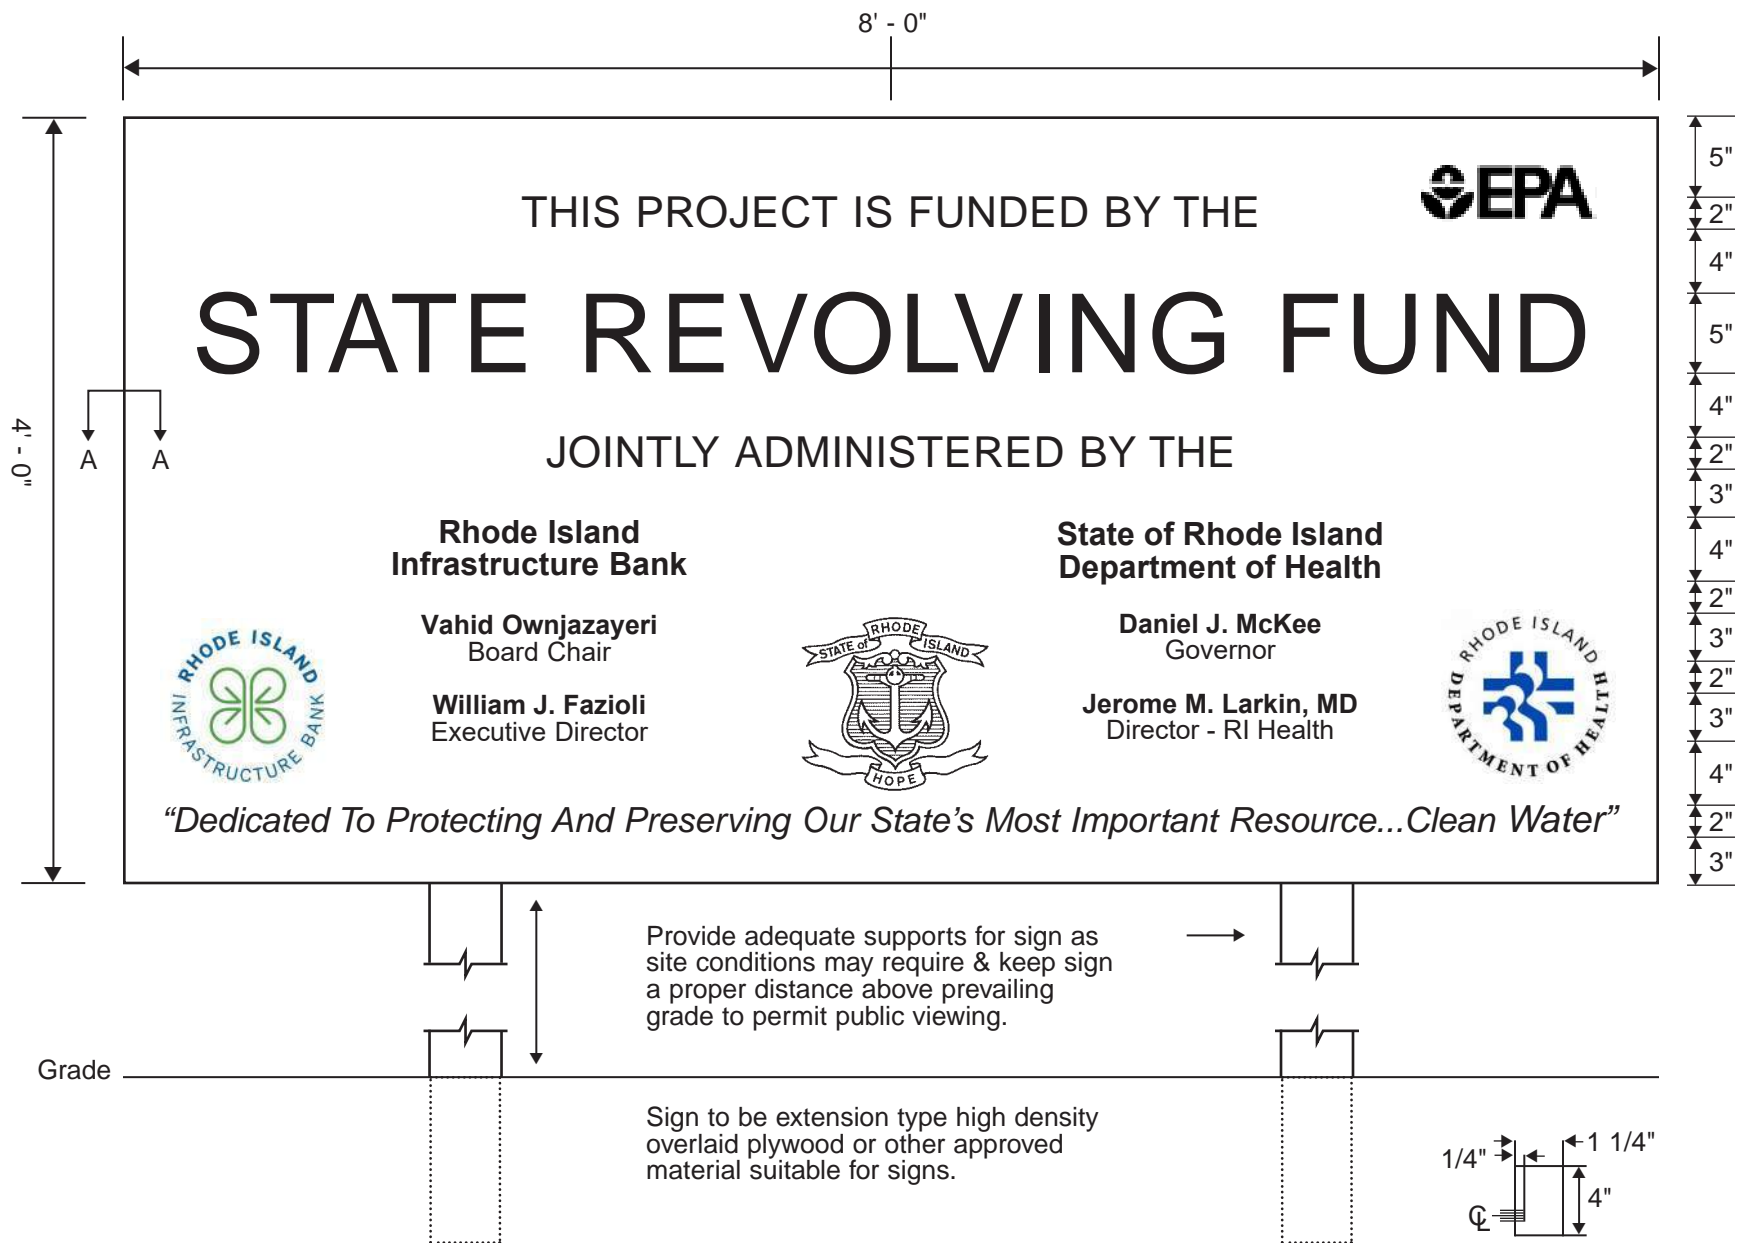 8' - 0"
4' - 0"
THIS PROJECT IS FUNDED BY THE
EPA
STATE REVOLVING FUND
A A
JOINTLY ADMINISTERED BY THE
Rhode Island
Infrastructure Bank
Vahid Ownjazayeri
Board Chair
William J. Fazioli
Executive Director
RHODE ISLAND
INFRASTRUCTURE BANK
STATE of RHODE ISLAND
HOPE
State of Rhode Island
Department of Health
Daniel J. McKee
Governor
Jerome M. Larkin, MD
Director - RI Health
RHODE ISLAND
DEPARTMENT OF HEALTH
“Dedicated To Protecting And Preserving Our State’s Most Important Resource...Clean Water”
5"
2"
4"
5"
4"
2"
3"
4"
2"
3"
2"
3"
4"
2"
3"
Provide adequate supports for sign as
site conditions may require & keep sign
a proper distance above prevailing
grade to permit public viewing.
Grade
Sign to be extension type high density
overlaid plywood or other approved
material suitable for signs.
1 1/4"
1/4"
4"
℄